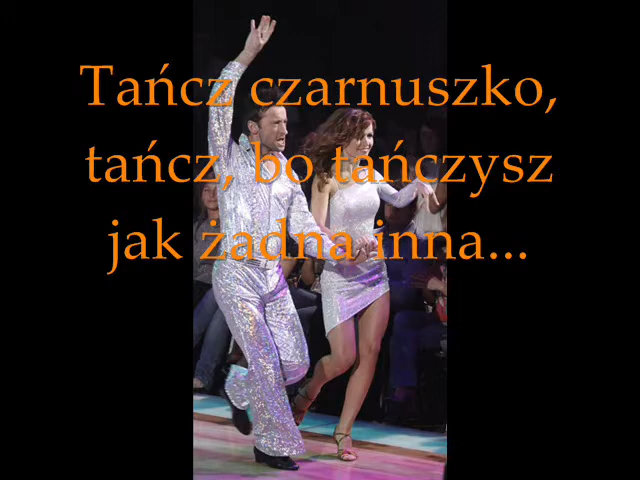 Tańcz czarnuszko,
tańcz, bo tańczysz
jak żadna inna...